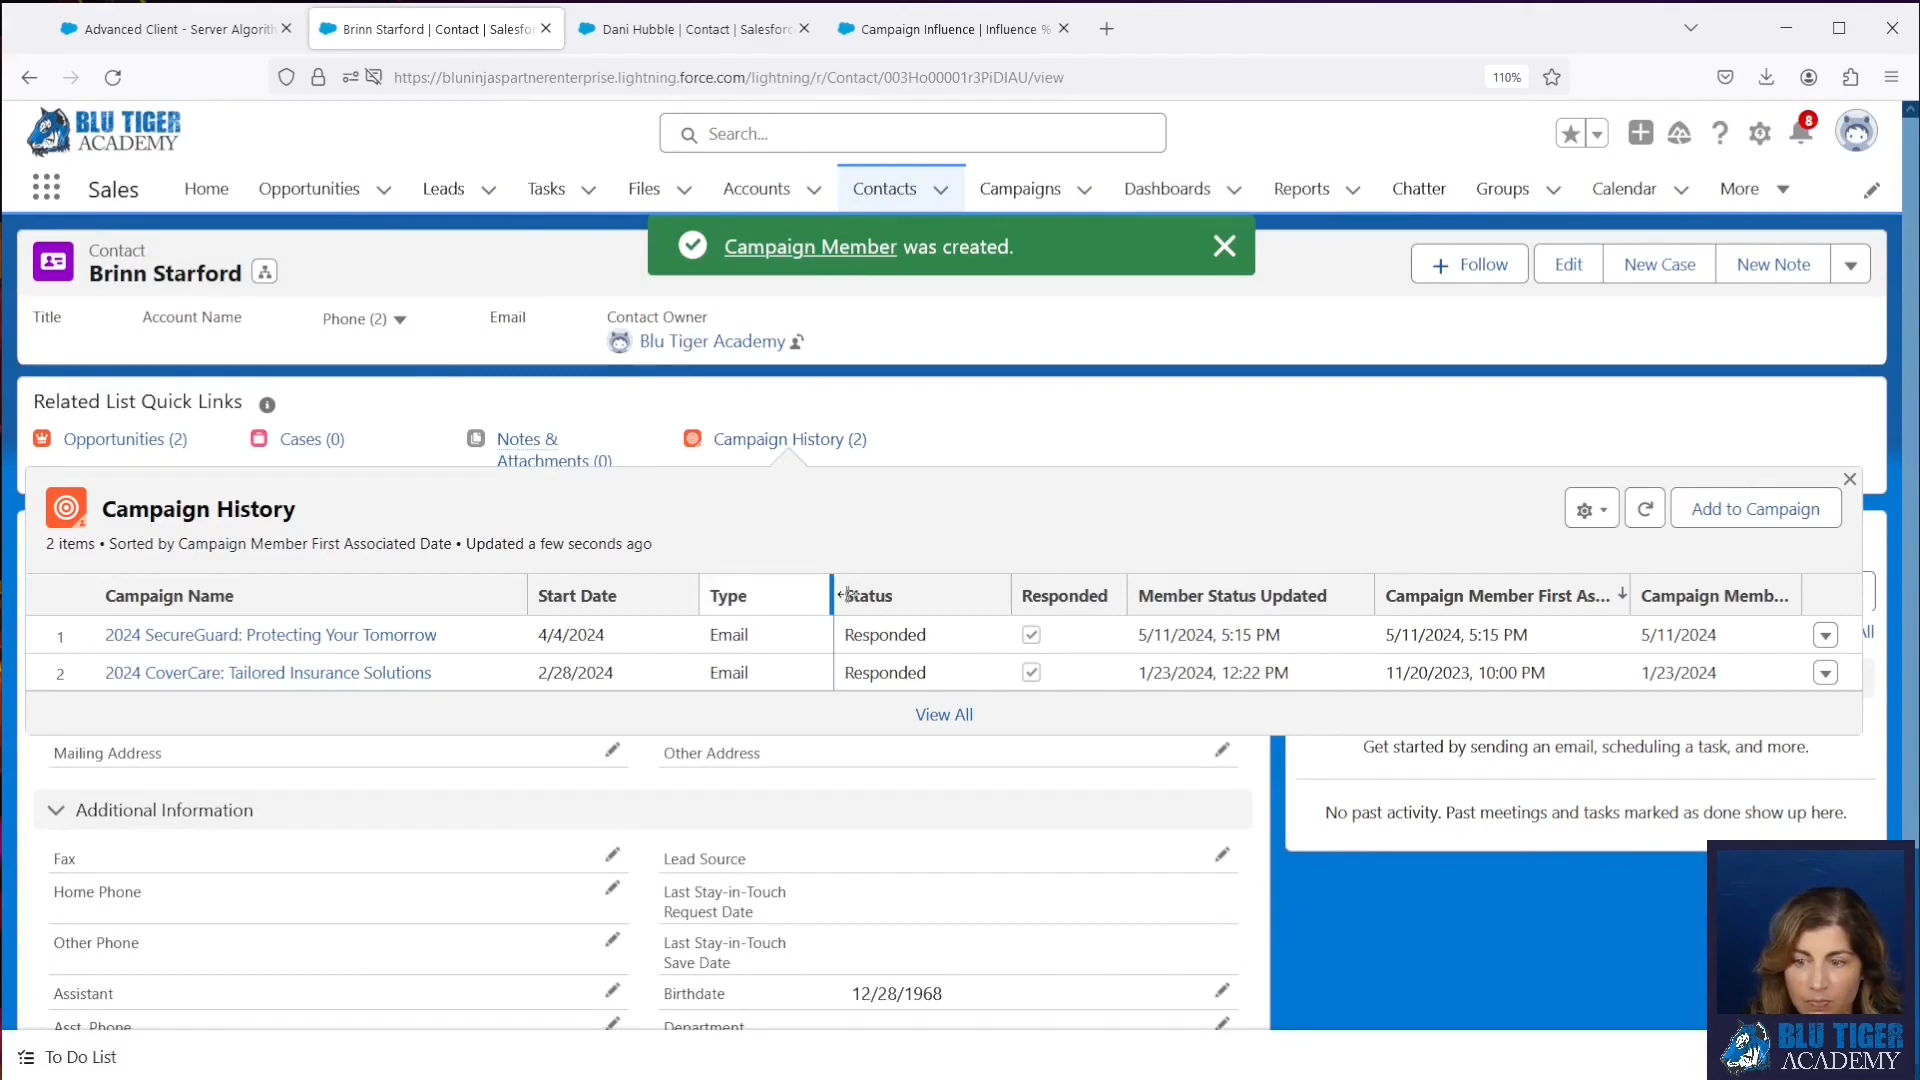 Advanced Client - Server Algorith
Brinn Starford | Contact | Salesfo
Dani Hubble | Contact | Salesforc
Campaign Influence | Influence %
https://bluninjaspartnerenterprise.lightning.force.com/lightning/r/Contact/003Ho00001r3PiDIAU/view
110%
BLU TIGER
ACADEMY
Search...
8
Sales
Home
Opportunities
Leads
Tasks
Files
Accounts
Contacts
Campaigns
Dashboards
Reports
Chatter
Groups
Calendar
More
Campaign Member was created.
Contact
Brinn Starford
Follow
Edit
New Case
New Note
Title
Account Name
Phone (2)
Email
Contact Owner
Blu Tiger Academy
Related List Quick Links
Opportunities (2)
Cases (0)
Notes &
Attachments (0)
Campaign History (2)
Campaign History
2 items • Sorted by Campaign Member First Associated Date • Updated a few seconds ago
Add to Campaign
Campaign Name Start Date Type Status Responded Member Status Updated Campaign Member First As... Campaign Memb...
1 2024 SecureGuard: Protecting Your Tomorrow 4/4/2024 Email Responded 5/11/2024, 5:15 PM 5/11/2024, 5:15 PM 5/11/2024
2 2024 CoverCare: Tailored Insurance Solutions 2/28/2024 Email Responded 1/23/2024, 12:22 PM 11/20/2023, 10:00 PM 1/23/2024
View All
Mailing Address
Other Address
Get started by sending an email, scheduling a task, and more.
Additional Information
No past activity. Past meetings and tasks marked as done show up here.
Fax
Lead Source
Home Phone
Last Stay-in-Touch
Request Date
Other Phone
Last Stay-in-Touch
Save Date
Assistant
Birthdate
12/28/1968
Asst. Phone
Department
To Do List
BLU TIGER
ACADEMY